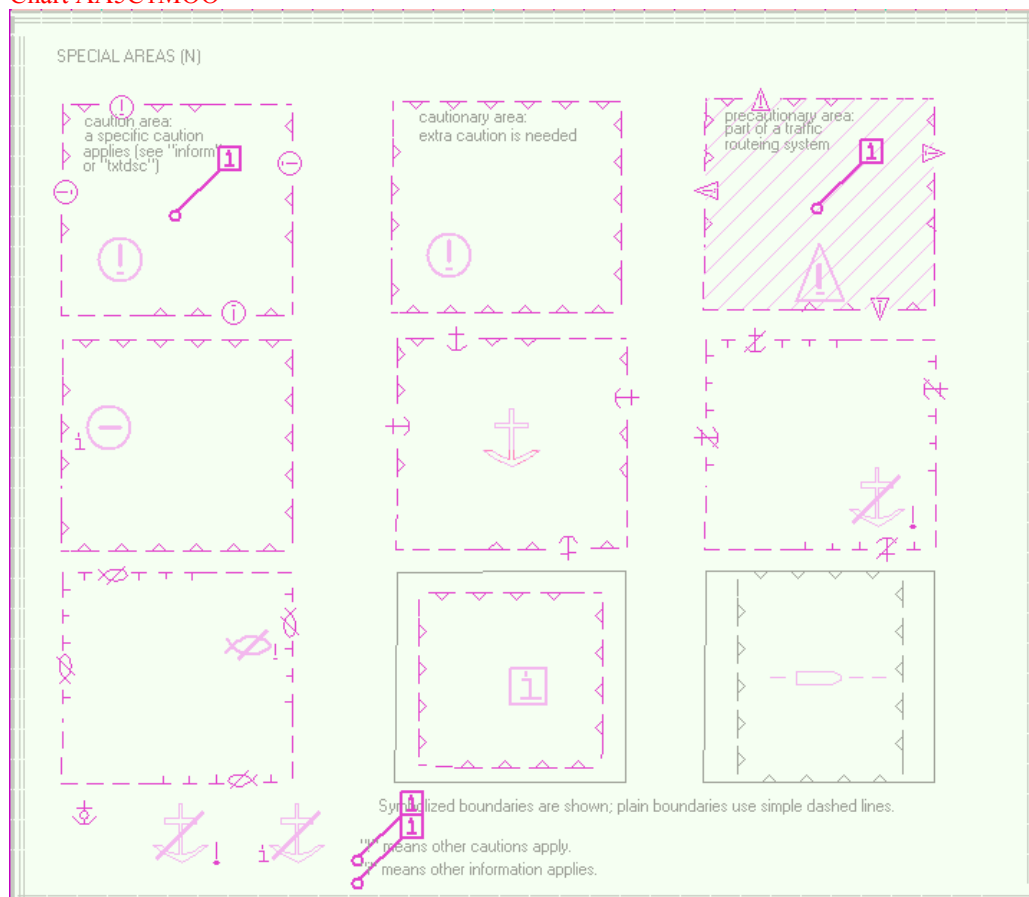 Chart AA5C1MOO
SPECIAL AREAS (N)
caution area:
a specific caution
applies (see "inform"
or "txtdsc")
cautionary area:
extra caution is needed
precautionary area:
part of a traffic
routeing system
Symbolized boundaries are shown; plain boundaries use simple dashed lines.
means other cautions apply.
means other information applies.